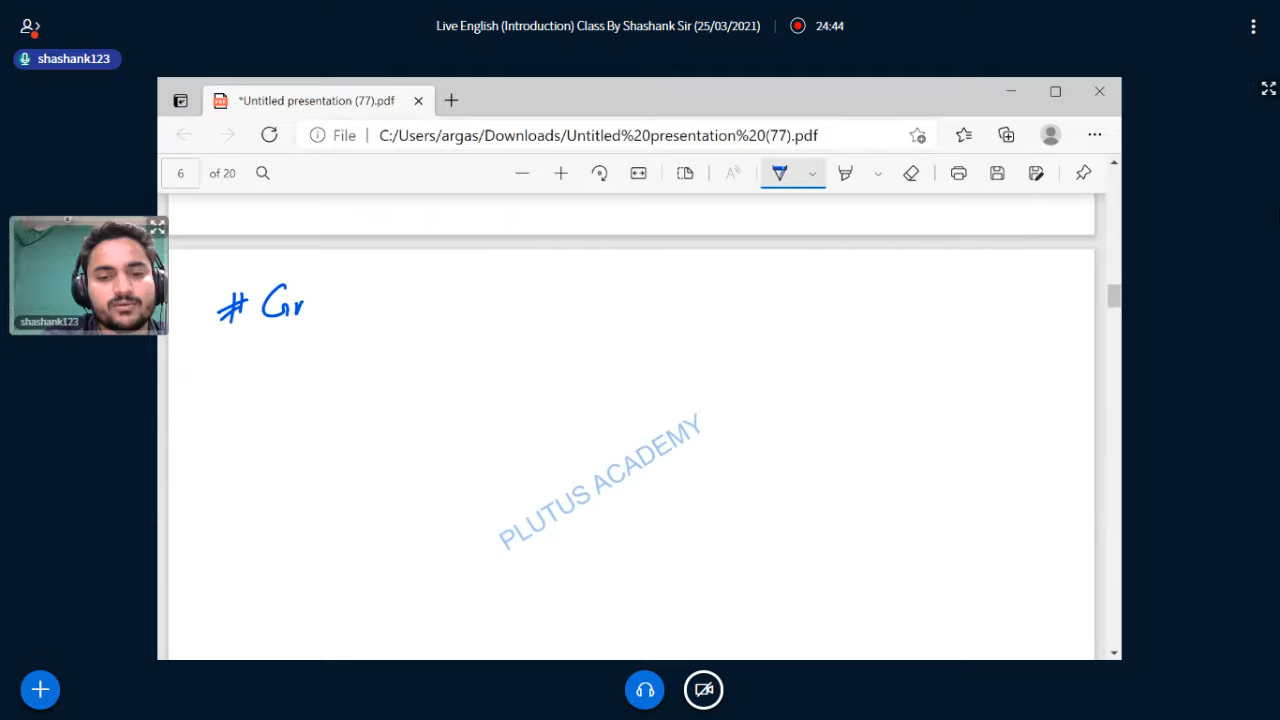 Live English (Introduction) Class By Shashank Sir (25/03/2021)
24:44
shashank123
*Untitled presentation (77).pdf
File
C:/Users/argas/Downloads/Untitled%20presentation%20(77).pdf
6
of 20
shashank123
# Gr
PLUTUS ACADEMY